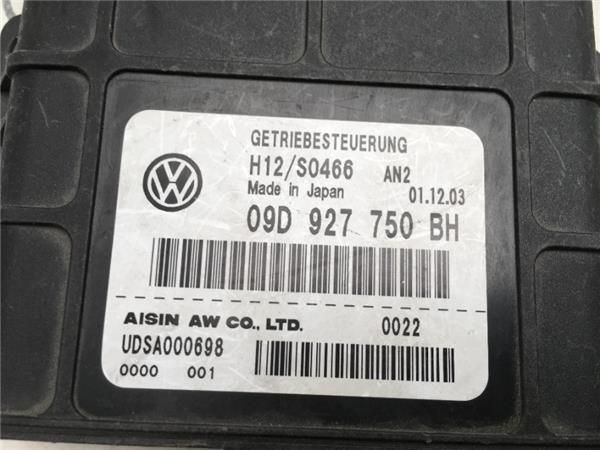 GETRIEBESTEUERUNG
H12/S0466 AN2
Made in Japan 01.12.03
09D 927 750 BH
AISIN AW CO., LTD. 0022
UDSA000698
0000 001